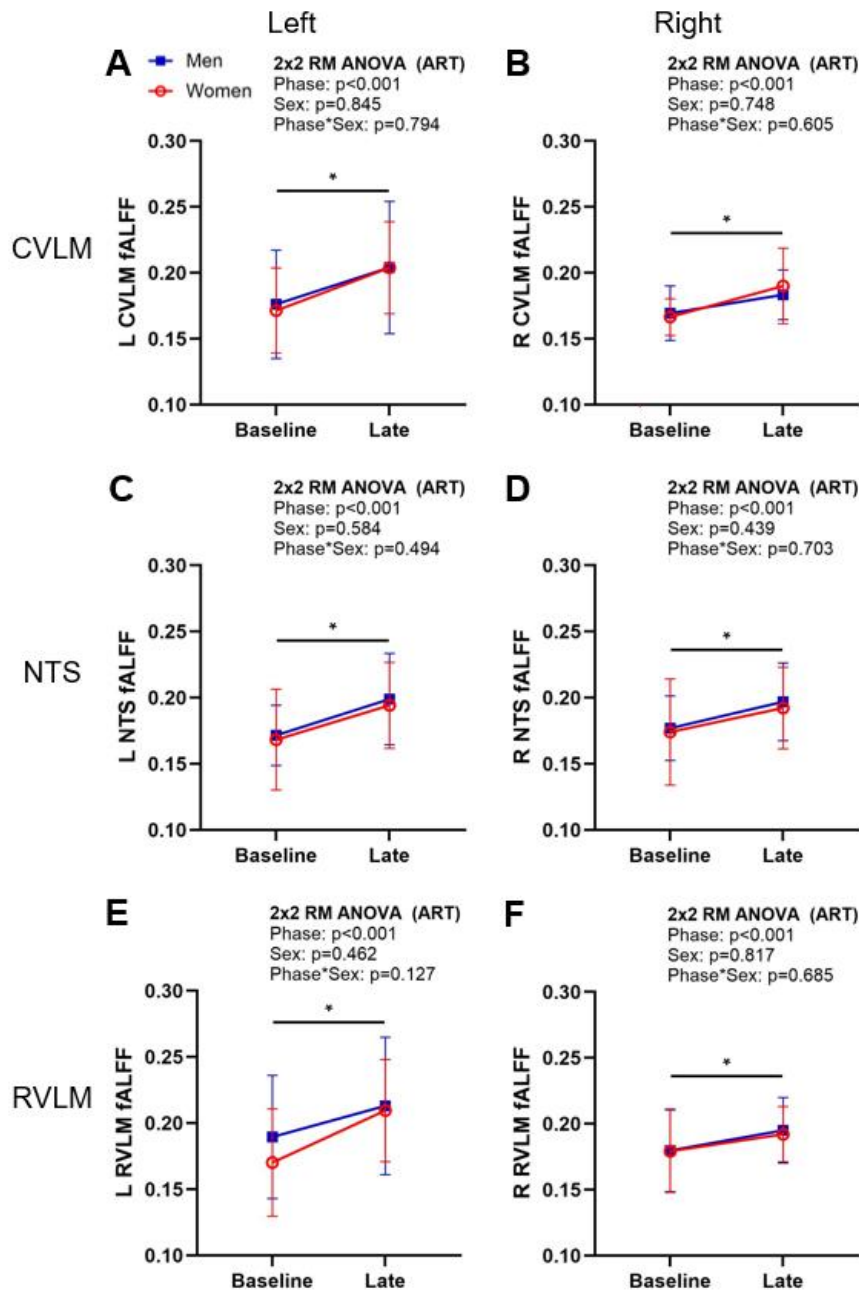 Left
Right
A
Men
Women
2x2 RM ANOVA (ART)
Phase: p<0.001
Sex: p=0.845
Phase*Sex: p=0.794
B
2x2 RM ANOVA (ART)
Phase: p<0.001
Sex: p=0.748
Phase*Sex: p=0.605
CVLM
L CVLM fALFF
0.30
0.25
0.20
0.15
0.10
*
Baseline
Late
R CVLM fALFF
0.30
0.25
0.20
0.15
0.10
*
Baseline
Late
C
2x2 RM ANOVA (ART)
Phase: p<0.001
Sex: p=0.584
Phase*Sex: p=0.494
D
2x2 RM ANOVA (ART)
Phase: p<0.001
Sex: p=0.439
Phase*Sex: p=0.703
NTS
L NTS fALFF
0.30
0.25
0.20
0.15
0.10
*
Baseline
Late
R NTS fALFF
0.30
0.25
0.20
0.15
0.10
*
Baseline
Late
E
2x2 RM ANOVA (ART)
Phase: p<0.001
Sex: p=0.462
Phase*Sex: p=0.127
F
2x2 RM ANOVA (ART)
Phase: p<0.001
Sex: p=0.817
Phase*Sex: p=0.685
RVLM
L RVLM fALFF
0.30
0.25
0.20
0.15
0.10
*
Baseline
Late
R RVLM fALFF
0.30
0.25
0.20
0.15
0.10
*
Baseline
Late